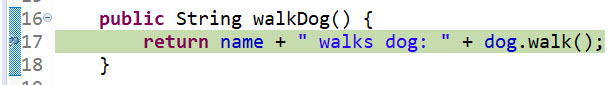 16 public String walkDog() {
17 return name + " walks dog: " + dog.walk();
18 }